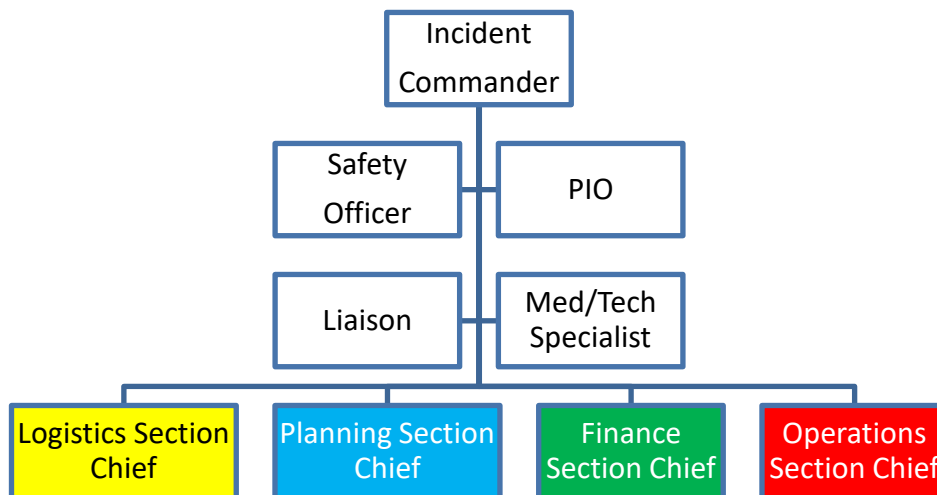 Incident
Commander
Safety
Officer
PIO
Liaison
Med/Tech
Specialist
Logistics Section
Chief
Planning Section
Chief
Finance
Section Chief
Operations
Section Chief